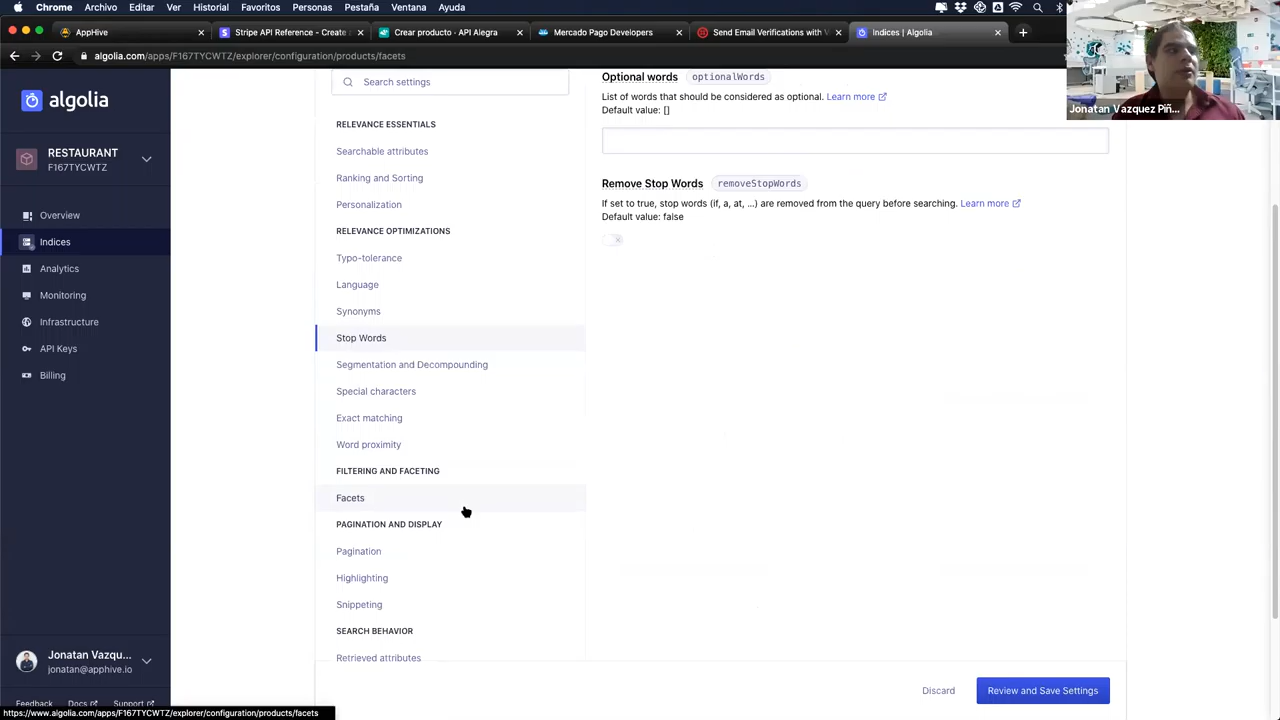 Chrome Archivo Editar Ver Historial Favoritos Usuarios Pestaña Ventana Ayuda
AppHive
Stripe API Reference - Create
Crear producto · API Alegra
Mercado Pago Developers
Send Email Verifications with
Indices | Algolia
algolia.com/apps/F167TYCWTZ/explorer/configuration/products/facets
Jonatan Vazquez Piñ...
algolia
RESTAURANT
F167TYCWTZ
Overview
Indices
Analytics
Monitoring
Infrastructure
API Keys
Billing
Jonatan Vazqu...
jonatan@apphive.io
Feedback Docs Support
Search settings
RELEVANCE ESSENTIALS
Searchable attributes
Ranking and Sorting
Personalization
RELEVANCE OPTIMIZATIONS
Typo-tolerance
Language
Synonyms
Stop Words
Segmentation and Decompounding
Special characters
Exact matching
Word proximity
FILTERING AND FACETING
Facets
PAGINATION AND DISPLAY
Pagination
Highlighting
Snippeting
SEARCH BEHAVIOR
Retrieved attributes
Optional words optionalWords
List of words that should be considered as optional. Learn more
Default value: []
Remove Stop Words removeStopWords
If set to true, stop words (if, a, at, ...) are removed from the query before searching. Learn more
Default value: false
Discard
Review and Save Settings
https://www.algolia.com/apps/F167TYCWTZ/explorer/configuration/products/facets